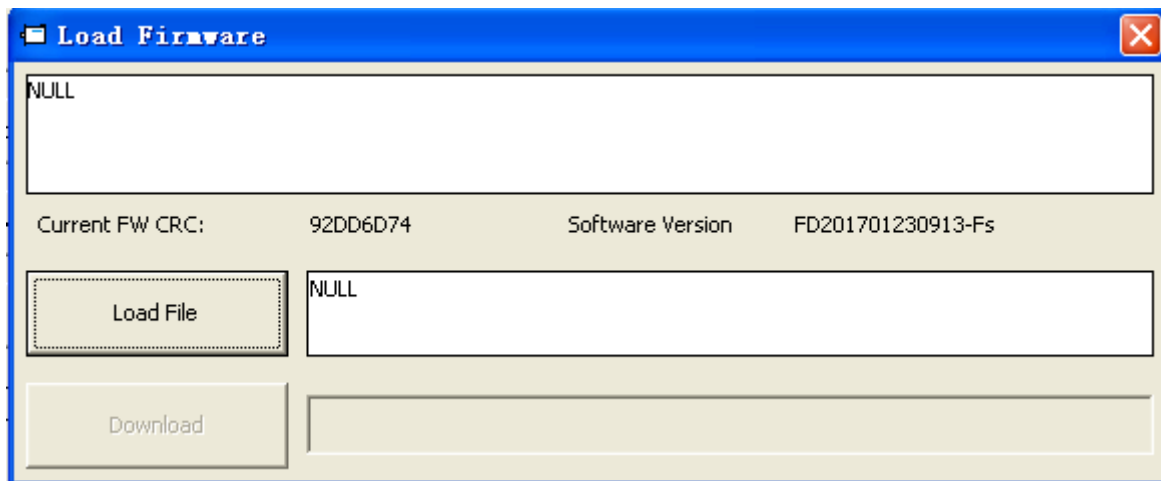 Load Firmware
NULL
Current FW CRC: 92DD6D74 Software Version FD201701230913-Fs
Load File NULL
Download